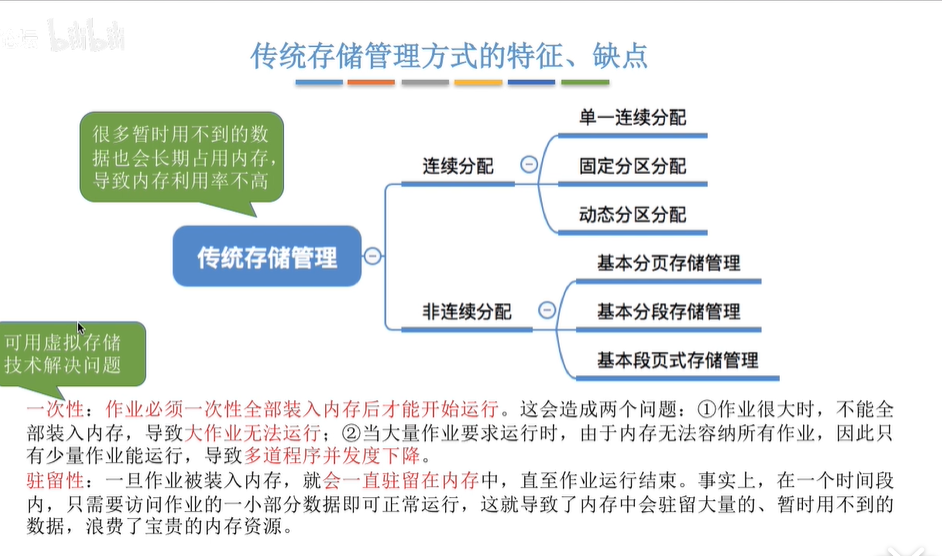 bilibili
传统存储管理方式的特征、缺点
很多暂时用不到的数
据也会长期占用内存，
导致内存利用率不高
传统存储管理
连续分配
单一连续分配
固定分区分配
动态分区分配
非连续分配
基本分页存储管理
基本分段存储管理
基本段页式存储管理
可用虚拟存储
技术解决问题
一次性：作业必须一次性全部装入内存后才能开始运行。这会造成两个问题：①作业很大时，不能全
部装入内存，导致大作业无法运行；②当大量作业要求运行时，由于内存无法容纳所有作业，因此只
有少量作业能运行，导致多道程序并发度下降。
驻留性：一旦作业被装入内存，就会一直驻留在内存中，直至作业运行结束。事实上，在一个时间段
内，只需要访问作业的一小部分数据即可正常运行，这就导致了内存中会驻留大量的、暂时用不到的
数据，浪费了宝贵的内存资源。